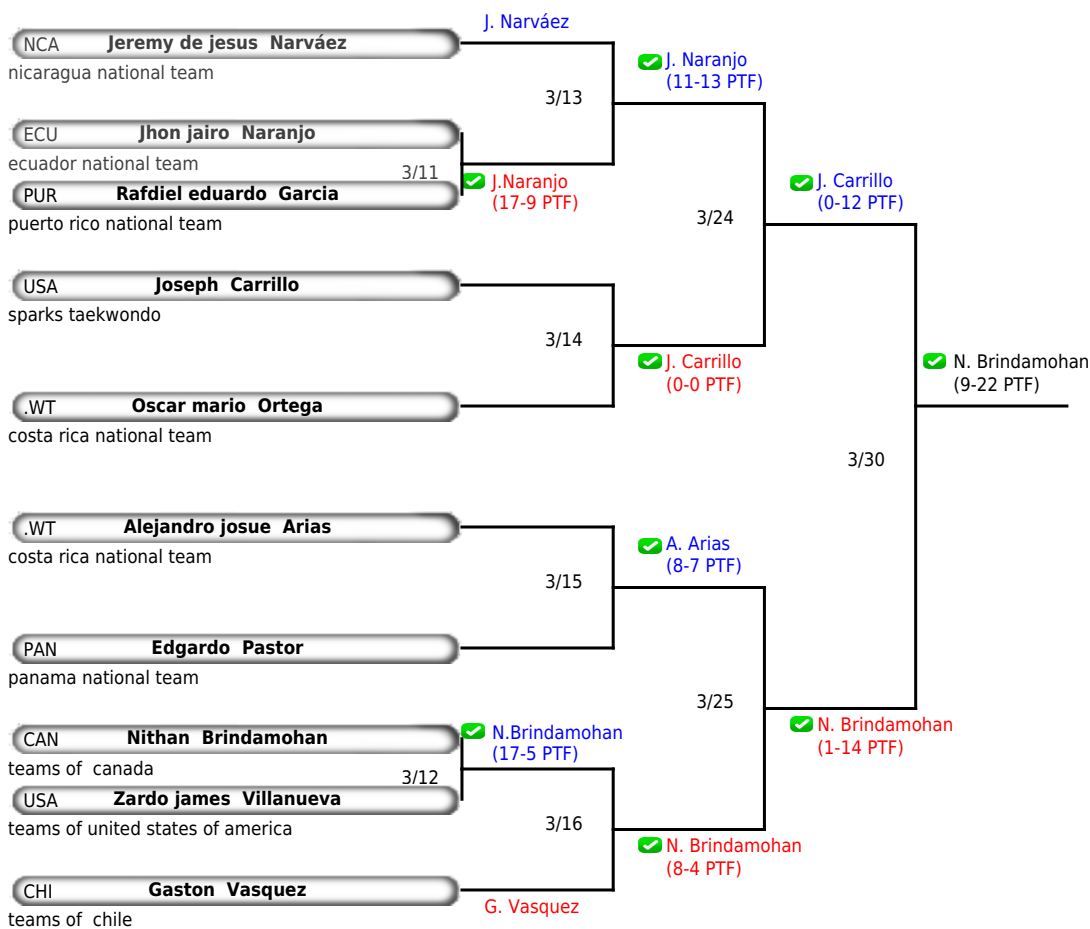 J. Narváez
NCA Jeremy de jesus Narváez
nicaragua national team
J. Naranjo
(11-13 PTF)
3/13
ECU Jhon jairo Naranjo
ecuador national team
3/11
J.Naranjo
(17-9 PTF)
PUR Rafdiel eduardo Garcia
puerto rico national team
J. Carrillo
(0-12 PTF)
3/24
USA Joseph Carrillo
sparks taekwondo
3/14
J. Carrillo
(0-0 PTF)
.WT Oscar mario Ortega
costa rica national team
N. Brindamohan
(9-22 PTF)
3/30
.WT Alejandro josue Arias
costa rica national team
A. Arias
(8-7 PTF)
3/15
PAN Edgardo Pastor
panama national team
3/25
N. Brindamohan
(1-14 PTF)
CAN Nithan Brindamohan
teams of canada
3/12
N.Brindamohan
(17-5 PTF)
USA Zardo james Villanueva
teams of united states of america
3/16
N. Brindamohan
(8-4 PTF)
CHI Gaston Vasquez
teams of chile
G. Vasquez